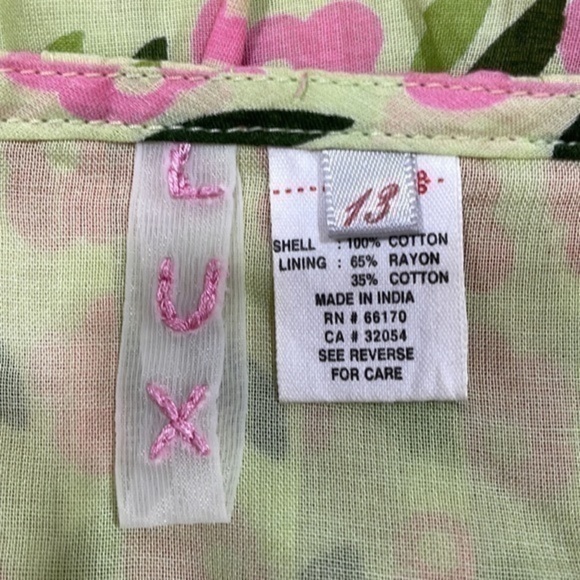 L
U
X
13
SHELL : 100% COTTON
LINING : 65% RAYON
35% COTTON
MADE IN INDIA
RN # 66170
CA # 32054
SEE REVERSE
FOR CARE